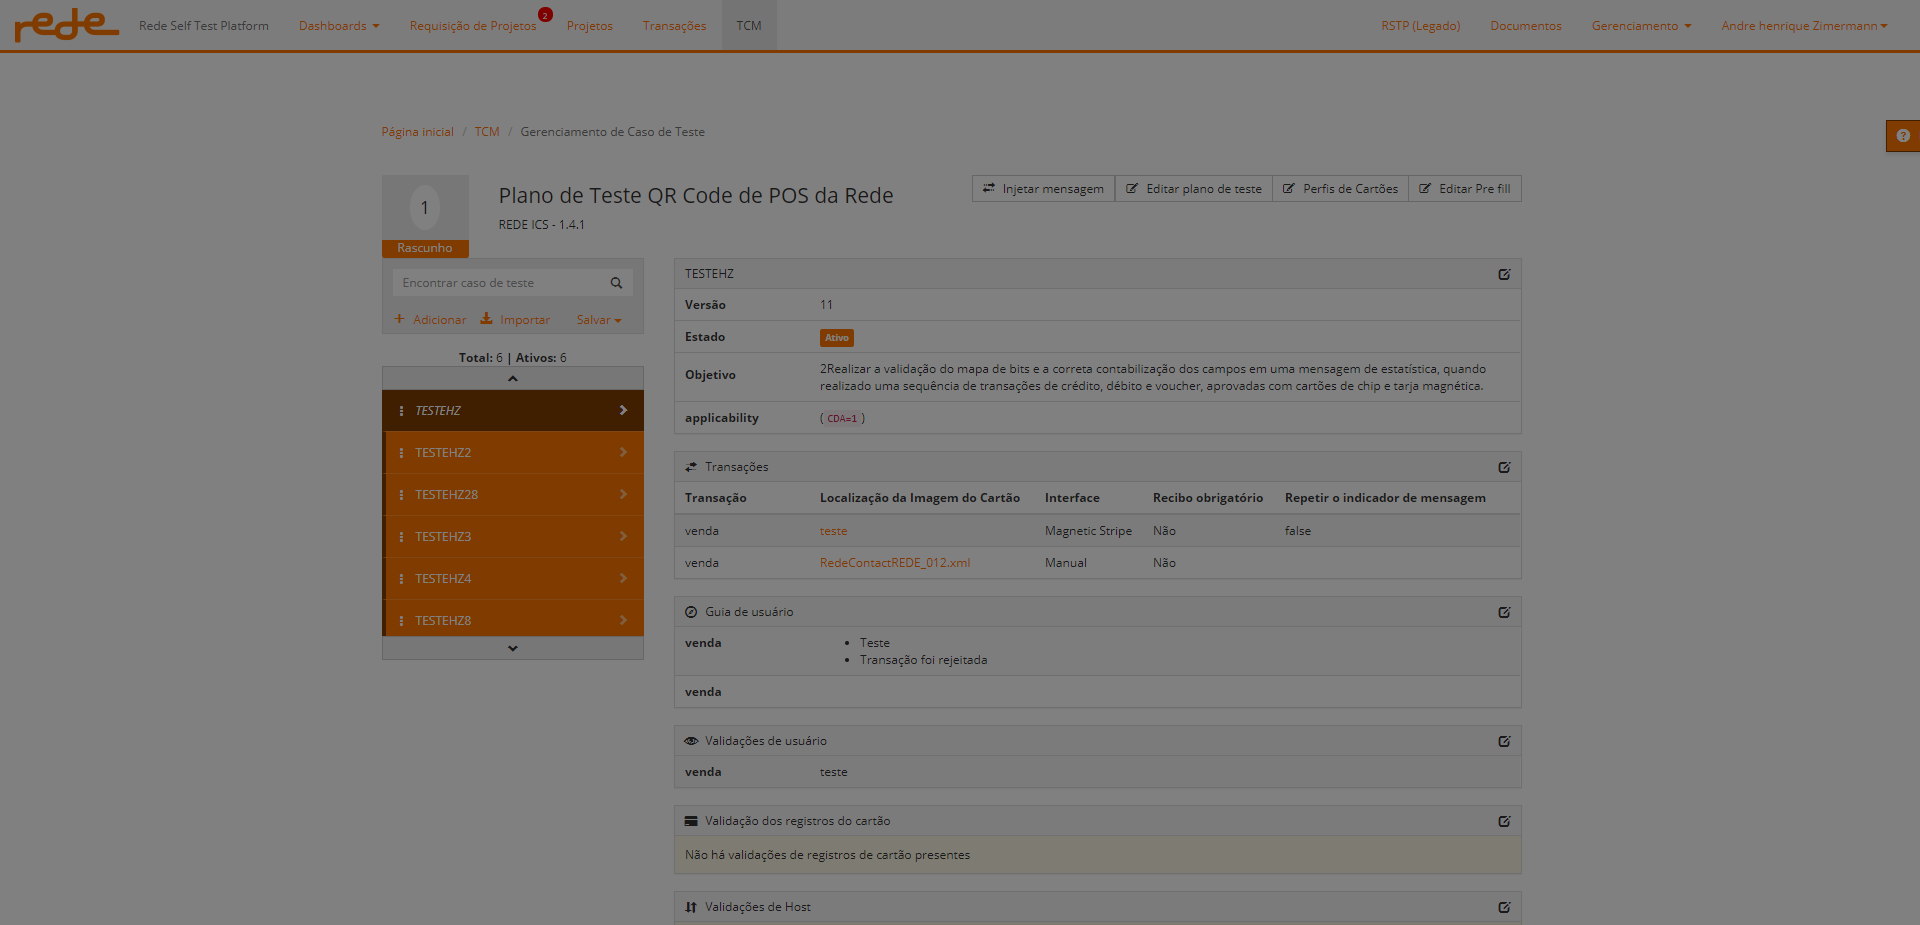 rede Rede Self Test Platform Dashboards Requisição de Projetos 2 Projetos Transações TCM RSTP (Legado) Documentos Gerenciamento Andre henrique Zimermann
Página inicial / TCM / Gerenciamento de Caso de Teste
1
Rascunho
Plano de Teste QR Code de POS da Rede
REDE ICS - 1.4.1
Injetar mensagem Editar plano de teste Perfis de Cartões Editar Pre fill
Encontrar caso de teste
+ Adicionar Importar Salvar
Total: 6 | Ativos: 6
TESTEHZ
TESTEHZ2
TESTEHZ28
TESTEHZ3
TESTEHZ4
TESTEHZ8
TESTEHZ
Versão 11
Estado Ativo
Objetivo 2Realizar a validação do mapa de bits e a correta contabilização dos campos em uma mensagem de estatística, quando
realizado uma sequência de transações de crédito, débito e voucher, aprovadas com cartões de chip e tarja magnética.
applicability ( CDA=1 )
Transações
Transação Localização da Imagem do Cartão Interface Recibo obrigatório Repetir o indicador de mensagem
venda teste Magnetic Stripe Não false
venda RedeContactREDE_012.xml Manual Não
Guia de usuário
venda • Teste
• Transação foi rejeitada
venda
Validações de usuário
venda teste
Validação dos registros do cartão
Não há validações de registros de cartão presentes
Validações de Host